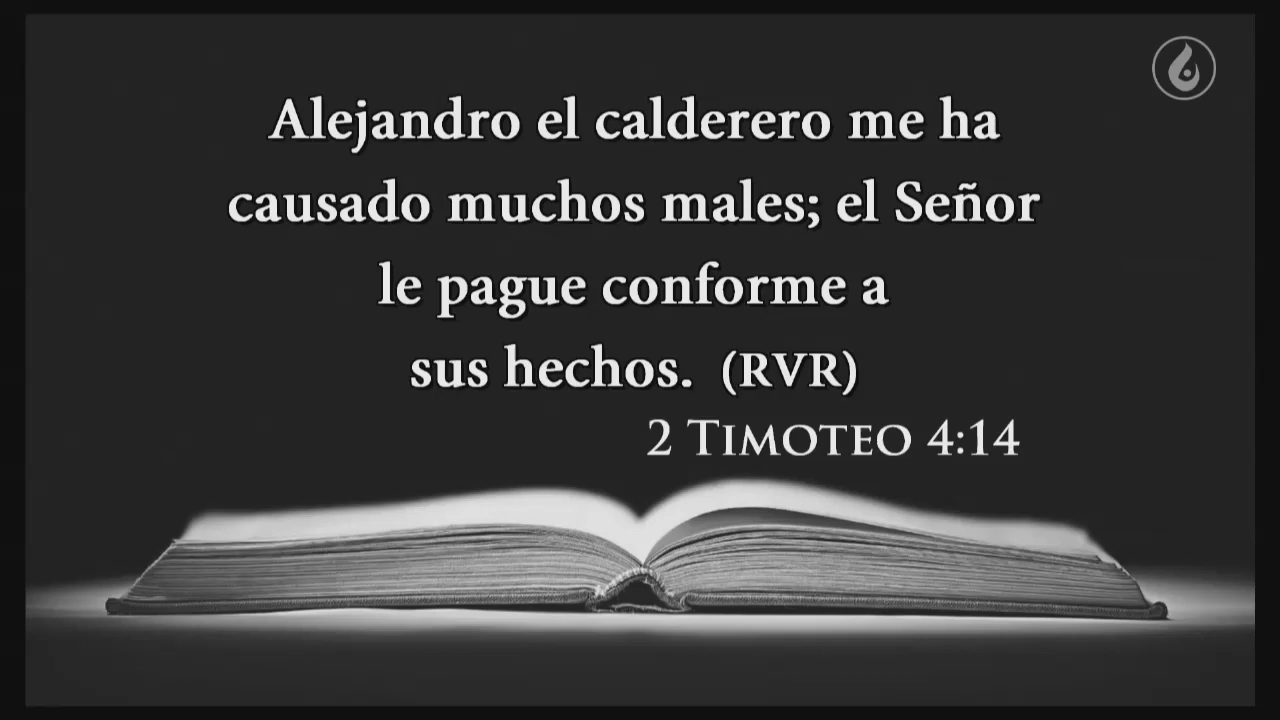 Alejandro el calderero me ha
causado muchos males; el Señor
le pague conforme a
sus hechos. (RVR)
2 Timoteo 4:14